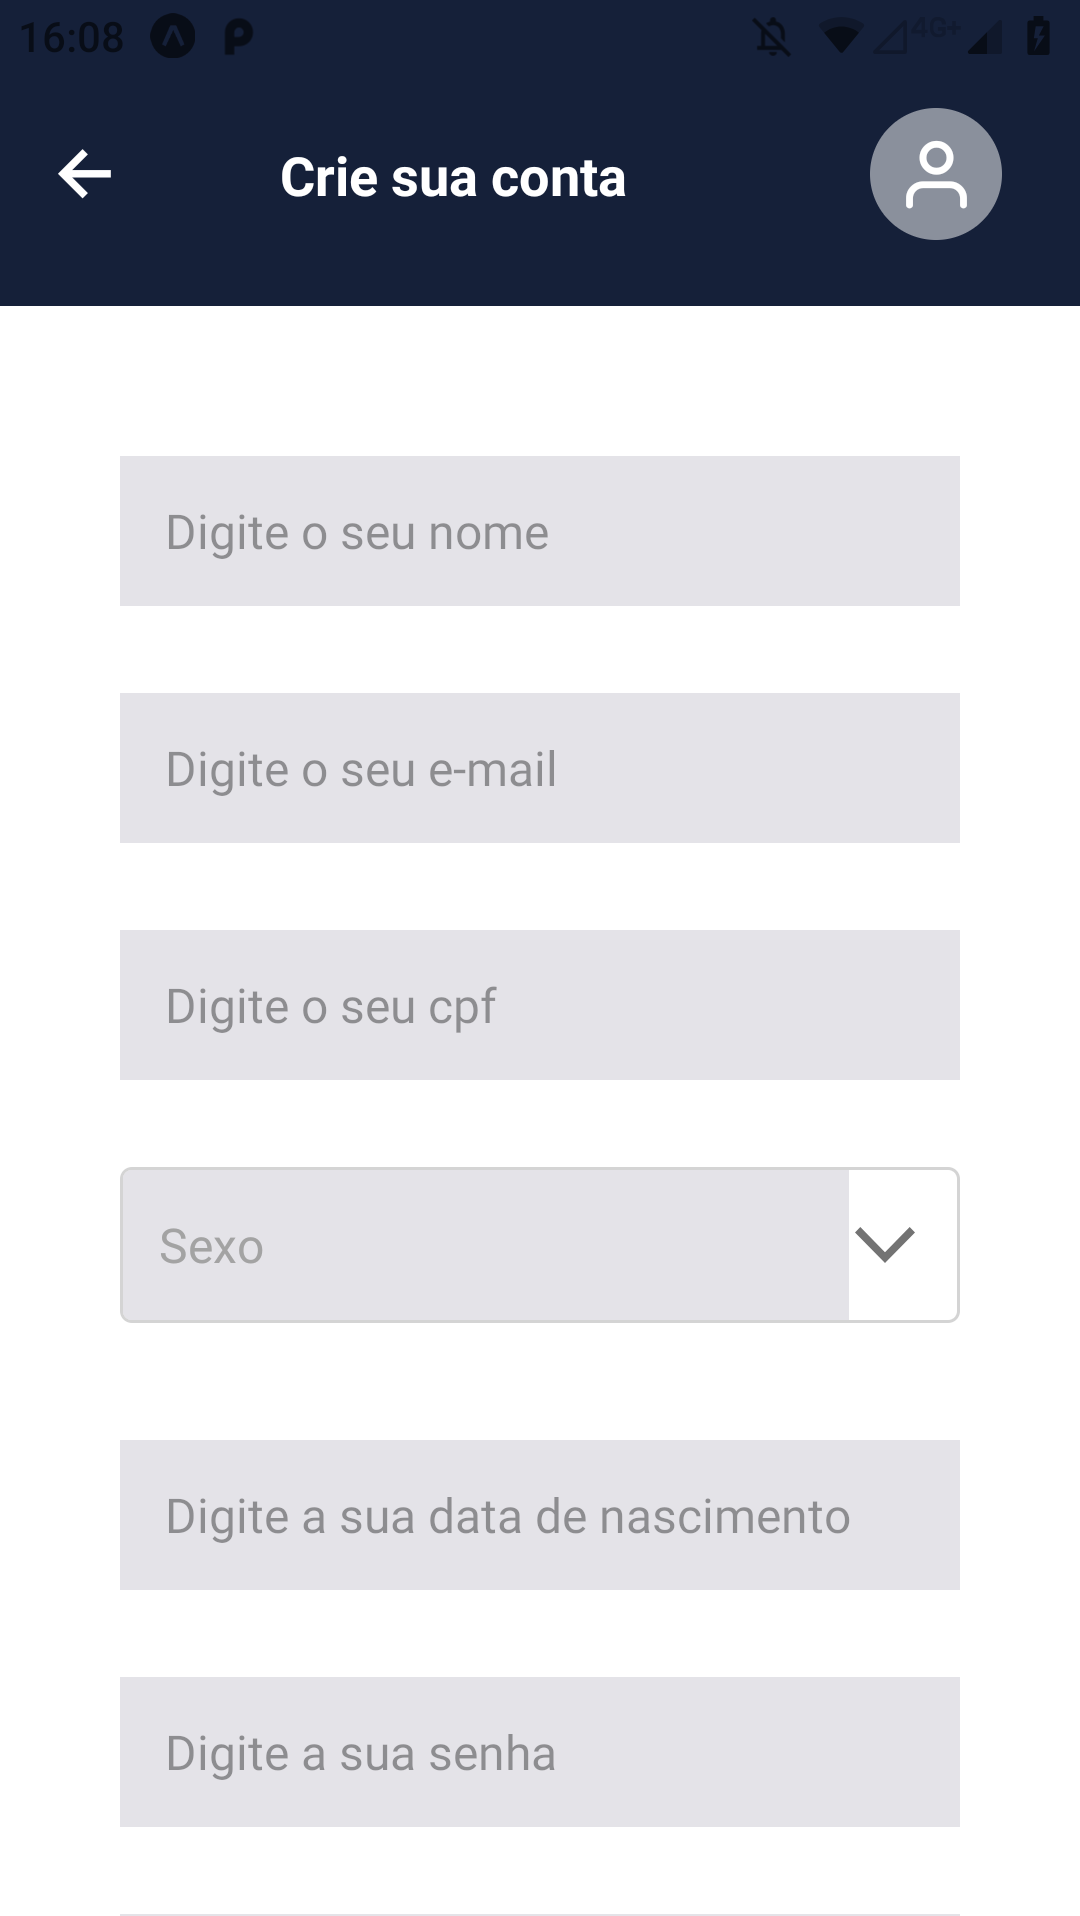 16:08
4G+
Crie sua conta
Digite o seu nome
Digite o seu e-mail
Digite o seu cpf
Sexo
Digite a sua data de nascimento
Digite a sua senha